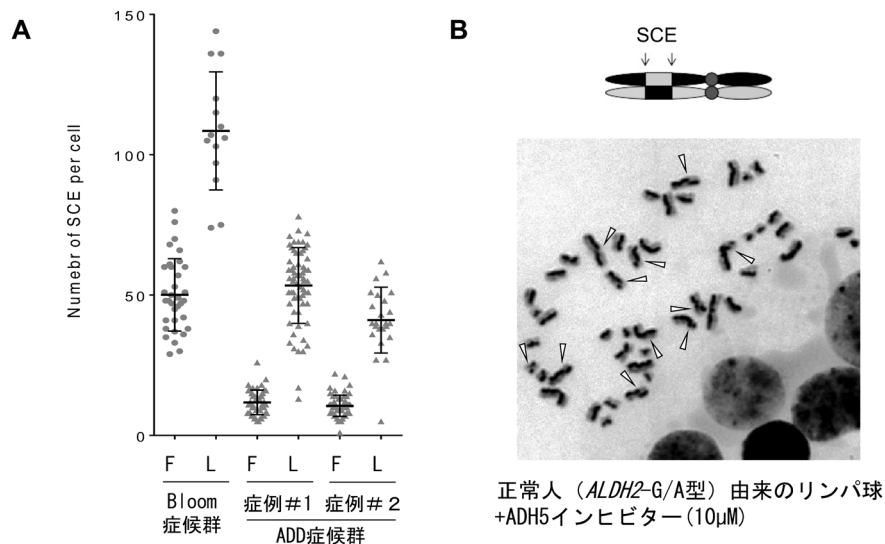 A
150
100
50
0
Numebr of SCE per cell
F L F L F L
Bloom
症候群
症例#1
症例#2
ADD症候群
B
SCE
正常人（ALDH2-G/A型）由来のリンパ球
+ADH5インヒビター(10μM)